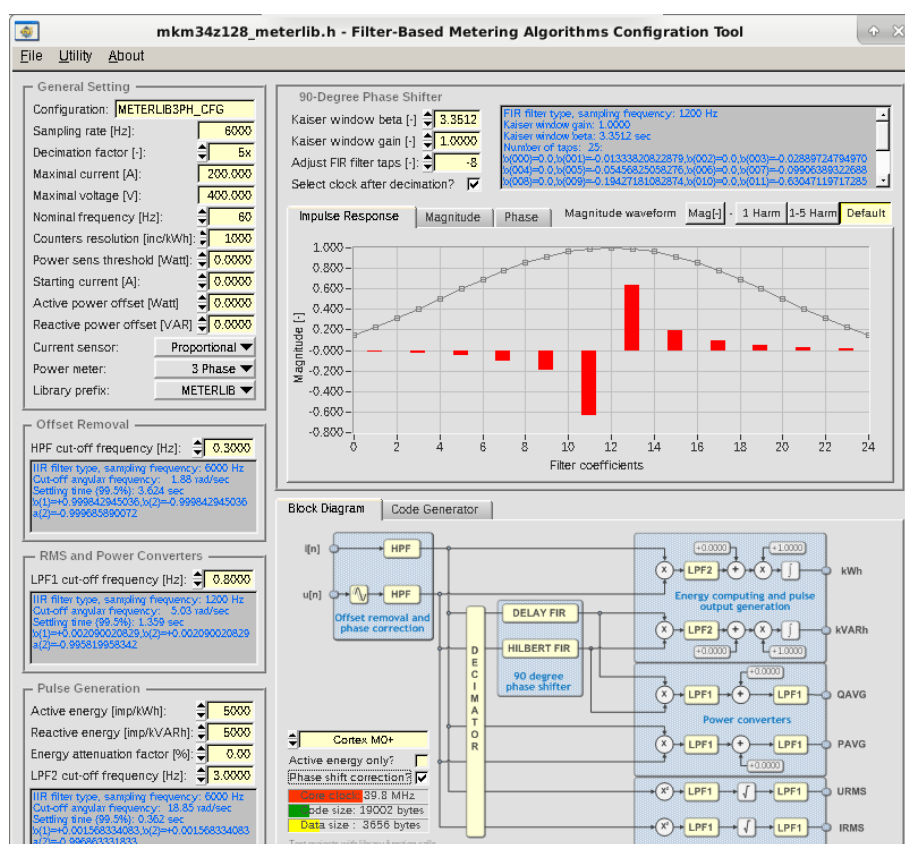 mkm34z128_meterlib.h - Filter-Based Metering Algorithms Configration Tool
File Utility About
General Setting
Configuration: METERLIB3PH_CFG
Sampling rate [Hz]: 6000
Decimation factor [-]: 5x
Maximal current [A]: 200.000
Maximal voltage [V]: 400.000
Nominal frequency [Hz]: 60
Counters resolution [inc/kWh]: 1000
Power sens threshold [Watt]: 0.0000
Starting current [A]: 0.0000
Active power offset [Watt] 0.0000
Reactive power offset [VAR] 0.0000
Current sensor: Proportional
Power meter: 3 Phase
Library prefix: METERLIB
Offset Removal
HPF cut-off frequency [Hz]: 0.3000
IIR filter type, sampling frequency: 6000 Hz
Cut-off angular frequency: 1.88 rad/sec
Settling time (99.5%): 3.624 sec
b(1)=+0.999842945036,b(2)=-0.999842945036
a(2)=-0.999685890072
RMS and Power Converters
LPF1 cut-off frequency [Hz]: 0.8000
IIR filter type, sampling frequency: 1200 Hz
Cut-off angular frequency: 5.03 rad/sec
Settling time (99.5%): 1.359 sec
b(1)=+0.002090020829,b(2)=+0.002090020829
a(2)=-0.995819958342
Pulse Generation
Active energy [imp/kWh]: 5000
Reactive energy [imp/kVARh]: 5000
Energy attenuation factor [%]: 0.00
LPF2 cut-off frequency [Hz]: 3.0000
IIR filter type, sampling frequency: 6000 Hz
Cut-off angular frequency: 18.85 rad/sec
Settling time (99.5%): 0.362 sec
b(1)=+0.001568334083,b(2)=+0.001568334083
a(2)=-0.996863331833
90-Degree Phase Shifter
Kaiser window beta [-] 3.3512
Kaiser window gain [-] 1.0000
Adjust FIR filter taps [-]: -8
Select clock after decimation?
FIR filter type, sampling frequency: 1200 Hz
Kaiser window gain: 1.0000
Kaiser window beta: 3.3512 sec
Number of taps: 25:
b(000)=0.0,b(001)=-0.01333820822879,b(002)=0.0,b(003)=-0.02889724794970
b(004)=0.0,b(005)=-0.05456825058276,b(006)=0.0,b(007)=-0.09906389322688
b(008)=0.0,b(009)=-0.19427181082874,b(010)=0.0,b(011)=-0.63047119717285
Impulse Response Magnitude Phase Magnitude waveform Mag[-] - 1 Harm 1-5 Harm Default
Magnitude [-]
1.000
0.800
0.600
0.400
0.200
-0.000
-0.200
-0.400
-0.600
-0.800
0 2 4 6 8 10 12 14 16 18 20 22 24
Filter coefficients
Block Diagram Code Generator
i[n] HPF
u[n] HPF
Offset removal and
phase correction
DECIMATOR
DELAY FIR
HILBERT FIR
90 degree
phase shifter
+0.0000 +1.0000
X LPF2 + X ∫ kWh
Energy computing and pulse
output generation
X LPF2 + X ∫ kVARh
+0.0000 +1.0000
+0.0000
X LPF1 + LPF1 QAVG
Power converters
X LPF1 + LPF1 PAVG
+0.0000
X² LPF1 √ LPF1 URMS
X² LPF1 √ LPF1 IRMS
Cortex M0+
Active energy only?
Phase shift correction?
Core clock: 39.8 MHz
Code size: 19002 bytes
Data size : 3656 bytes